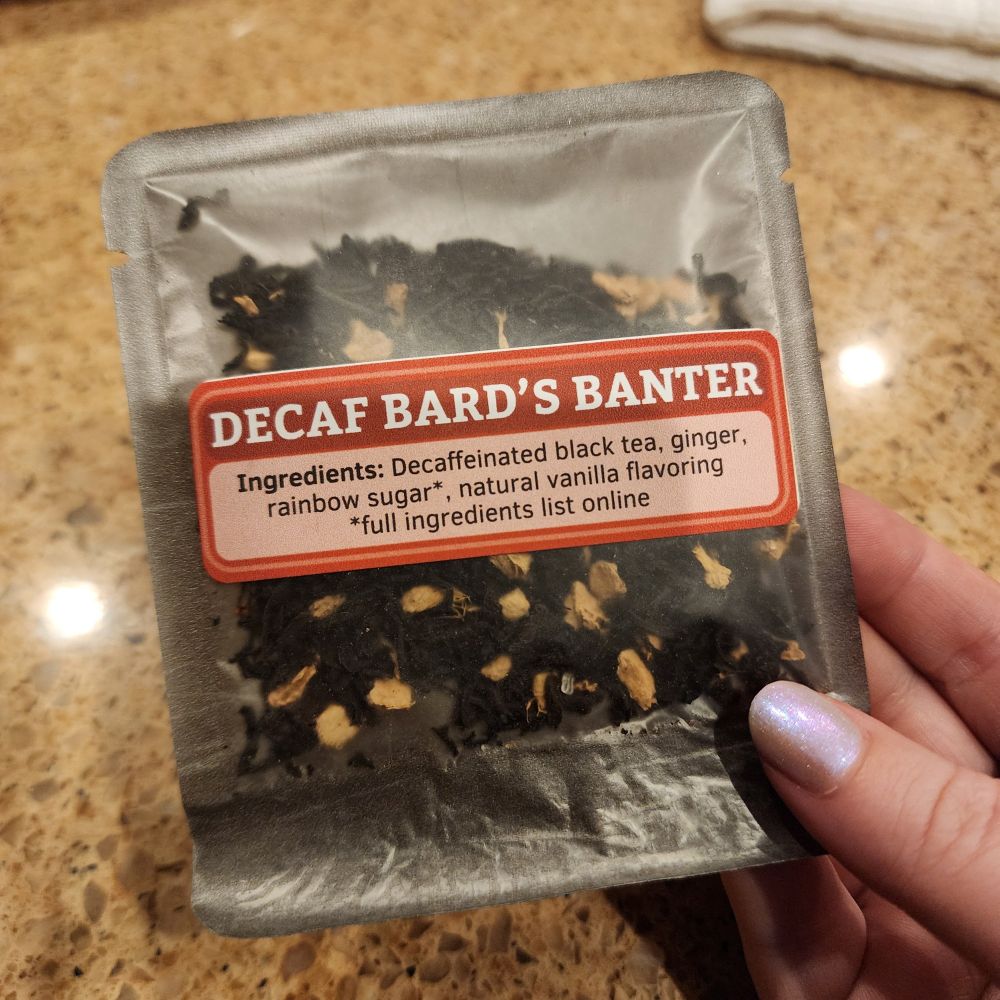 DECAF BARD'S BANTER
Ingredients: Decaffeinated black tea, ginger,
rainbow sugar*, natural vanilla flavoring
*full ingredients list online